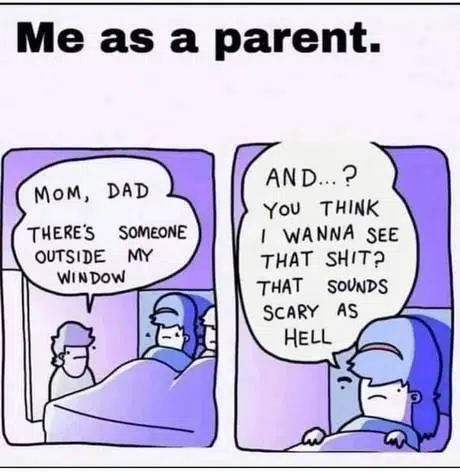 Me as a parent.
MOM, DAD
THERE'S SOMEONE
OUTSIDE MY
WINDOW
AND...?
YOU THINK
I WANNA SEE
THAT SHIT?
THAT SOUNDS
SCARY AS
HELL